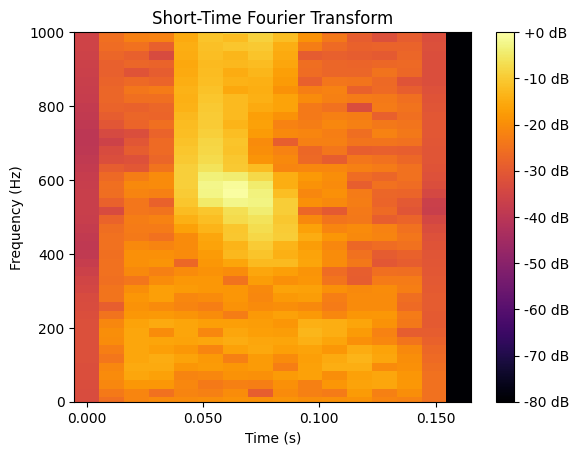 Short-Time Fourier Transform
1000
800
600
400
200
0
Frequency (Hz)
0.000
0.050
0.100
0.150
Time (s)
+0 dB
-10 dB
-20 dB
-30 dB
-40 dB
-50 dB
-60 dB
-70 dB
-80 dB